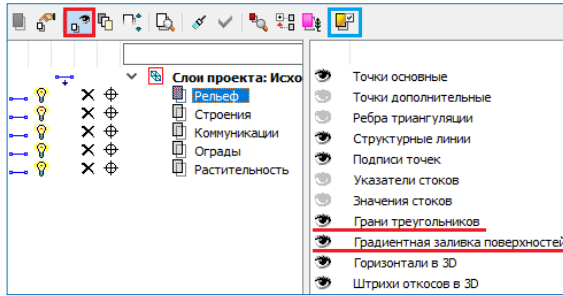 Слои проекта: Исхо
Рельеф
Строения
Коммуникации
Ограды
Растительность
Точки основные
Точки дополнительные
Ребра триангуляции
Структурные линии
Подписи точек
Указатели стоков
Значения стоков
Грани треугольников
Градиентная заливка поверхностей
Горизонтали в 3D
Штрихи откосов в 3D